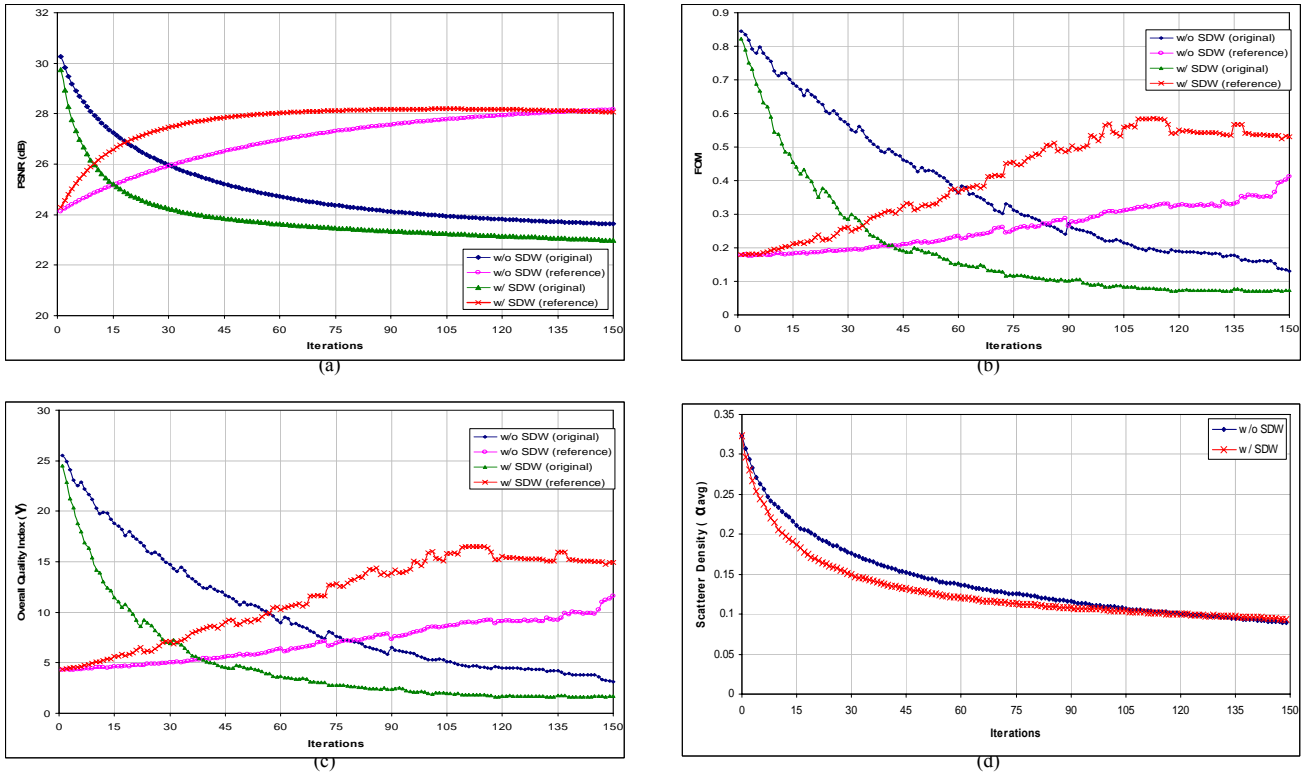 32
30
28
26
24
22
20
PSNR (dB)
w/o SDW (original)
w/o SDW (reference)
w/ SDW (original)
w/ SDW (reference)
0 15 30 45 60 75 90 105 120 135 150
Iterations
(a)
0.9
0.8
0.7
0.6
0.5
0.4
0.3
0.2
0.1
0
FOM
w/o SDW (original)
w/o SDW (reference)
w/ SDW (original)
w/ SDW (reference)
0 15 30 45 60 75 90 105 120 135 150
Iterations
(b)
30
25
20
15
10
5
0
Overall Quality Index (γ)
w/o SDW (original)
w/o SDW (reference)
w/ SDW (original)
w/ SDW (reference)
0 15 30 45 60 75 90 105 120 135 150
Iterations
(c)
0.35
0.3
0.25
0.2
0.15
0.1
0.05
0
Scatterer Density ( αavg)
w/o SDW
w/ SDW
0 15 30 45 60 75 90 105 120 135 150
Iterations
(d)